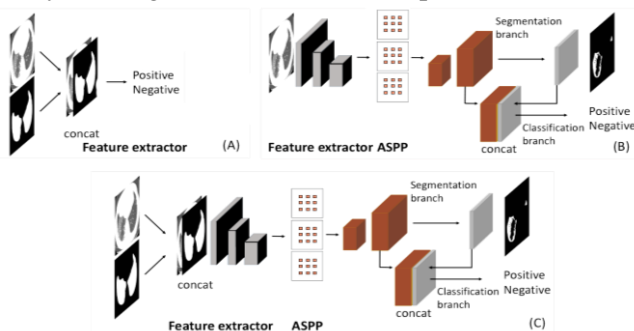 Positive
Negative
concat
Feature extractor
(A)
Segmentation
branch
Positive
Negative
Feature extractor ASPP
concat
Classification
branch
(B)
Segmentation
branch
concat
Positive
Negative
Classification
branch
concat
Feature extractor
ASPP
(C)